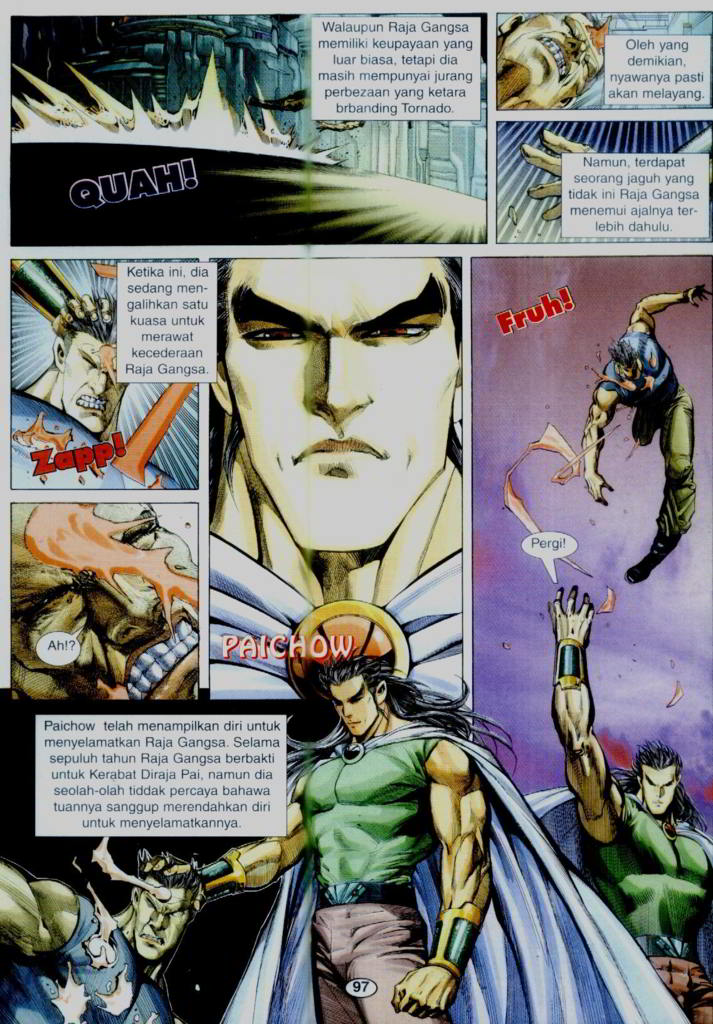 Walaupun Raja Gangsa
memiliki keupayaan yang
luar biasa, tetapi dia
masih mempunyai jurang
perbezaan yang ketara
brbanding Tornado.
QUAH!
Oleh yang
demikian,
nyawanya pasti
akan melayang.
Namun, terdapat
seorang jaguh yang
tidak ini Raja Gangsa
menemui ajalnya ter-
lebih dahulu.
Ketika ini, dia
sedang men-
galihkan satu
kuasa untuk
merawat
kecederaan
Raja Gangsa.
Zapp!
Ah!?
PAICHOW
Fruh!
Pergi!
Paichow telah menampilkan diri untuk
menyelamatkan Raja Gangsa. Selama
sepuluh tahun Raja Gangsa berbakti
untuk Kerabat Diraja Pai, namun dia
seolah-olah tiddak percaya bahawa
tuannya sanggup merendahkan diri
untuk menyelamatkannya.
97